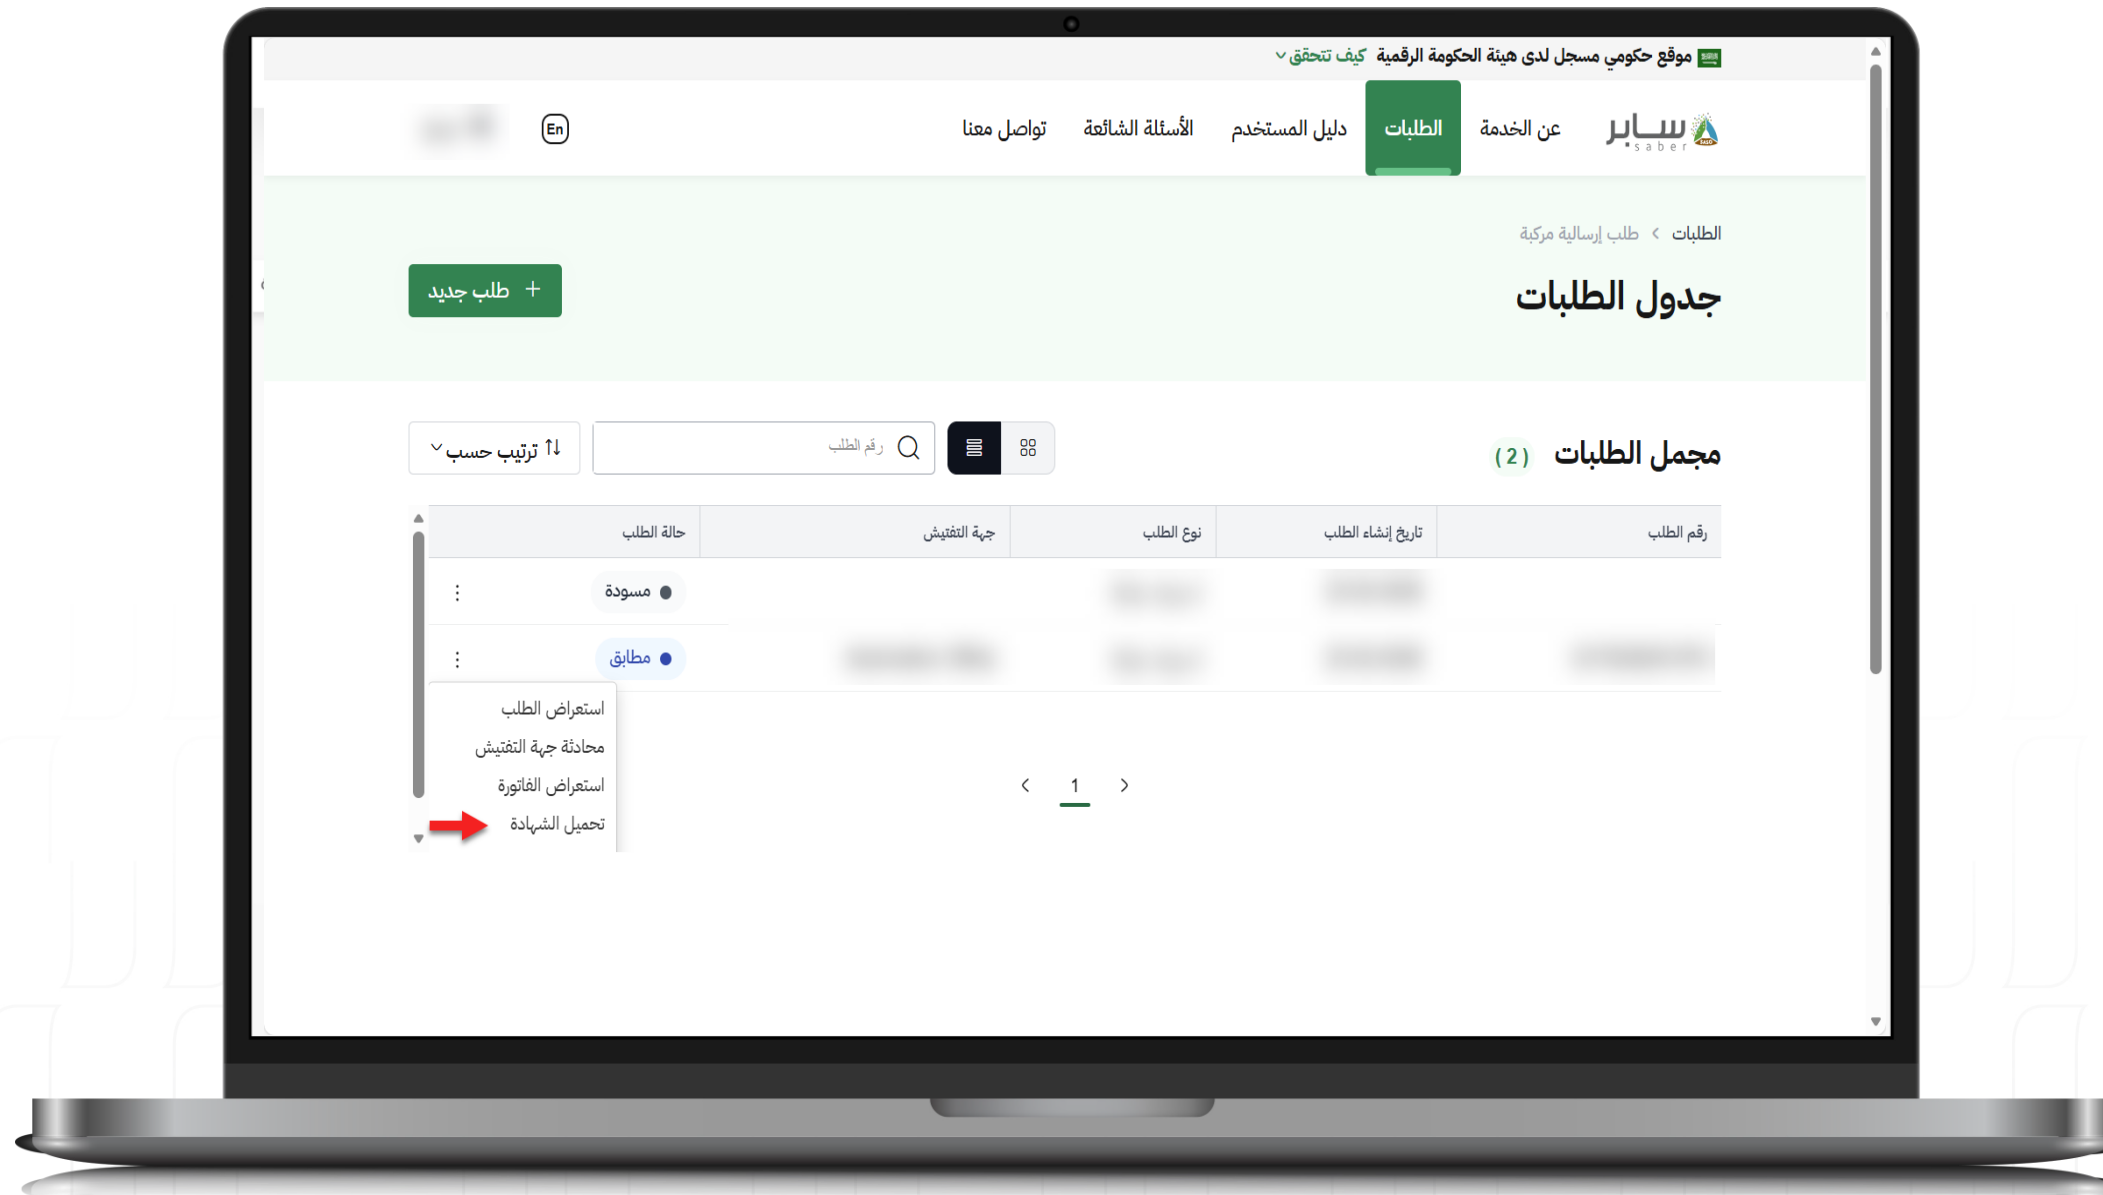 موقع حكومي مسجل لدى هيئة الحكومة الرقمية كيف تتحقق
سابر saber SASO
عن الخدمة الطلبات دليل المستخدم الأسئلة الشائعة تواصل معنا En
الطلبات > طلب إرسالية مركبة
جدول الطلبات
+ طلب جديد
مجمل الطلبات (2)
رقم الطلب
ترتيب حسب
رقم الطلب تاريخ إنشاء الطلب نوع الطلب جهة التفتيش حالة الطلب
مسودة
مطابق
استعراض الطلب
محادثة جهة التفتيش
استعراض الفاتورة
تحميل الشهادة
1